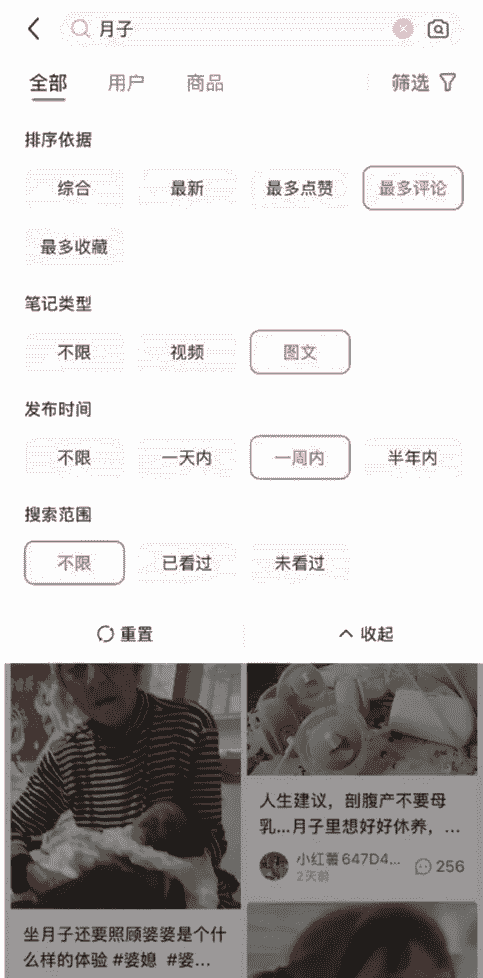 月子
全部 用户 商品 筛选
排序依据
综合 最新 最多点赞 最多评论
最多收藏
笔记类型
不限 视频 图文
发布时间
不限 一天内 一周内 半年内
搜索范围
不限 已看过 未看过
重置 收起
人生建议，剖腹产不要母
乳...月子里想好好休养，...
小红薯647D4...
2天前
256
坐月子还要照顾婆婆是个什
么样的体验 #婆媳 #婆...